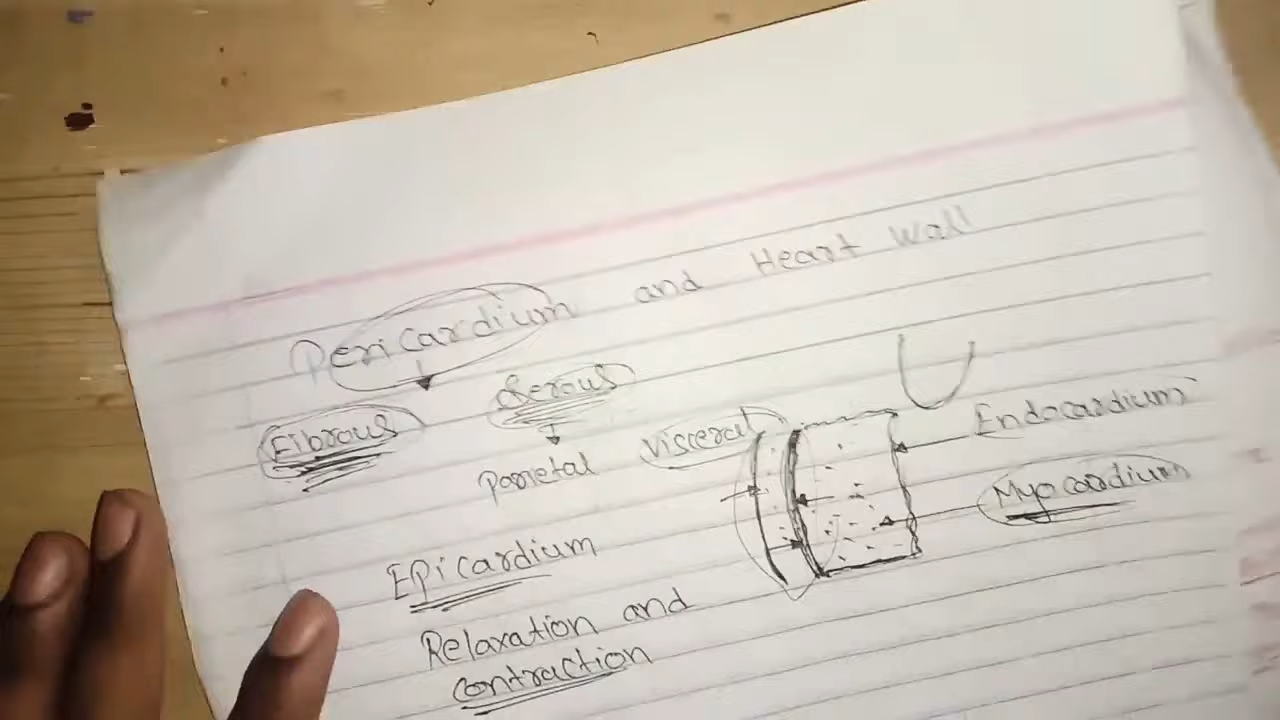 Pericardium and Heart Wall
Fibrous
Serous
Parietal
Visceral
Endocardium
Myocardium
Epicardium
Relaxation and
contraction